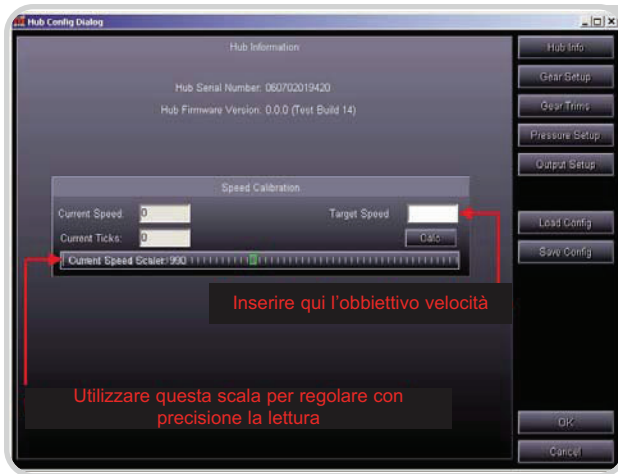 Hub Config Dialog
Hub Information
Hub Serial Number: 060702019420
Hub Firmware Version: 0.0.0 (Test Build 14)
Speed Calibration
Current Speed: 0
Target Speed
Current Ticks: 0
Calc
Current Speed Scaler: 990
Inserire qui l'obbiettivo velocità
Utilizzare questa scala per regolare con
precisione la lettura
Hub Info
Gear Setup
Gear Trims
Pressure Setup
Output Setup
Load Config
Save Config
OK
Cancel